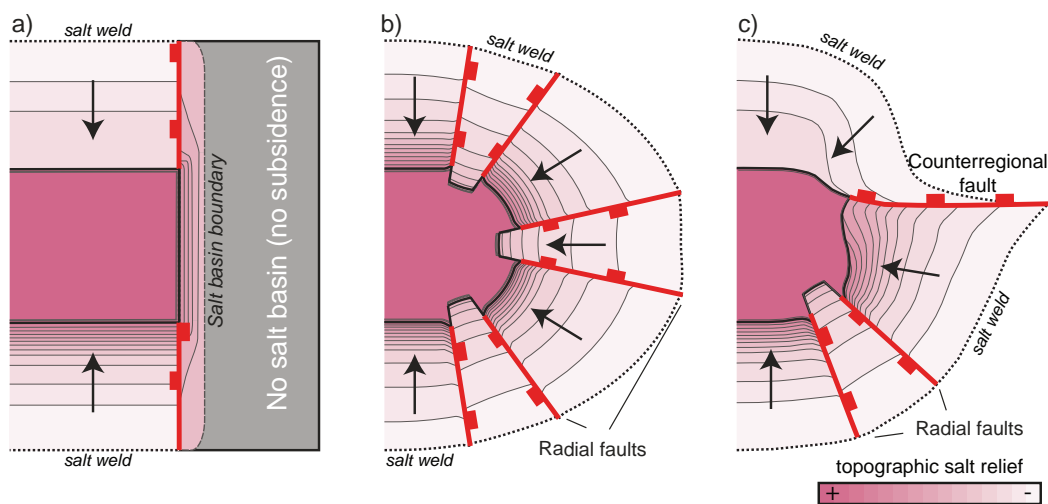 a)
salt weld
Salt basin boundary
No salt basin (no subsidence)
salt weld
b)
salt weld
Radial faults
salt weld
c)
salt weld
Counterregional
fault
salt weld
Radial faults
topographic salt relief
+ -